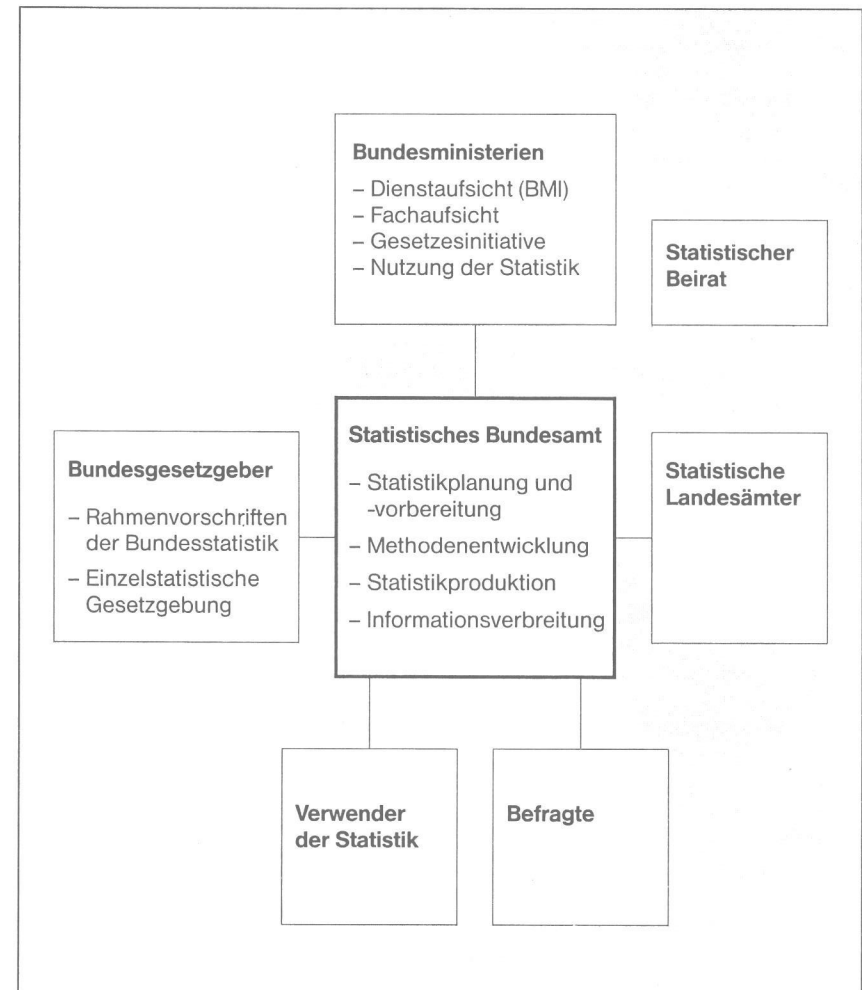 Bundesministerien
– Dienstaufsicht (BMI)
– Fachaufsicht
– Gesetzesinitiative
– Nutzung der Statistik
Statistischer
Beirat
Bundesgesetzgeber
– Rahmenvorschriften
der Bundesstatistik
– Einzelstatistische
Gesetzgebung
Statistisches Bundesamt
– Statistikplanung und
-vorbereitung
– Methodenentwicklung
– Statistikproduktion
– Informationsverbreitung
Statistische
Landesämter
Verwender
der Statistik
Befragte